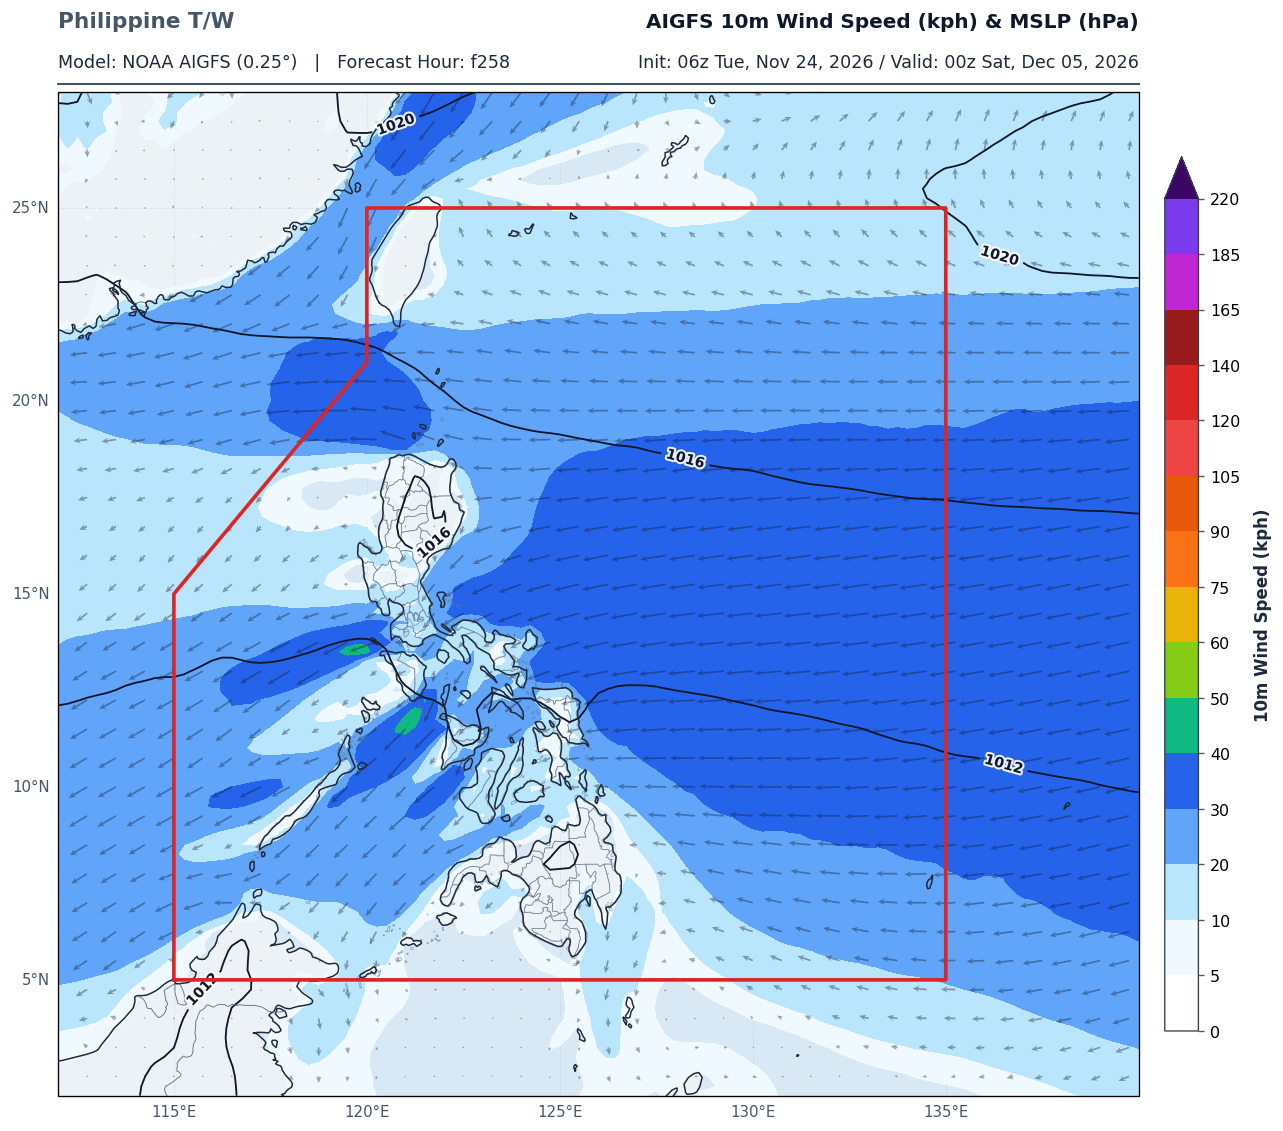 Philippine T/W
AIGFS 10m Wind Speed (kph) & MSLP (hPa)
Model: NOAA AIGFS (0.25°)   |   Forecast Hour: f258
Init: 06z Tue, Nov 24, 2026 / Valid: 00z Sat, Dec 05, 2026
1020
1020
1016
1016
1012
1012
25°N
20°N
15°N
10°N
5°N
115°E
120°E
125°E
130°E
135°E
220
185
165
140
120
105
90
75
60
50
40
30
20
10
5
0
10m Wind Speed (kph)